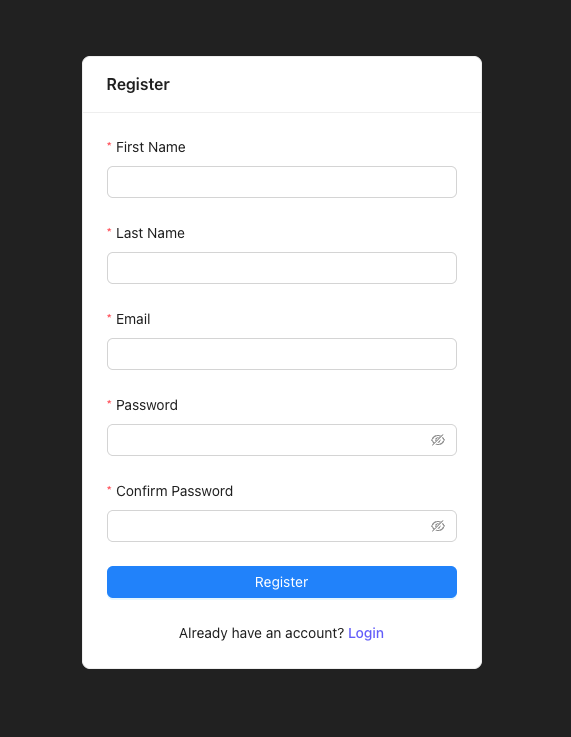 Register
* First Name
* Last Name
* Email
* Password
* Confirm Password
Register
Already have an account? Login